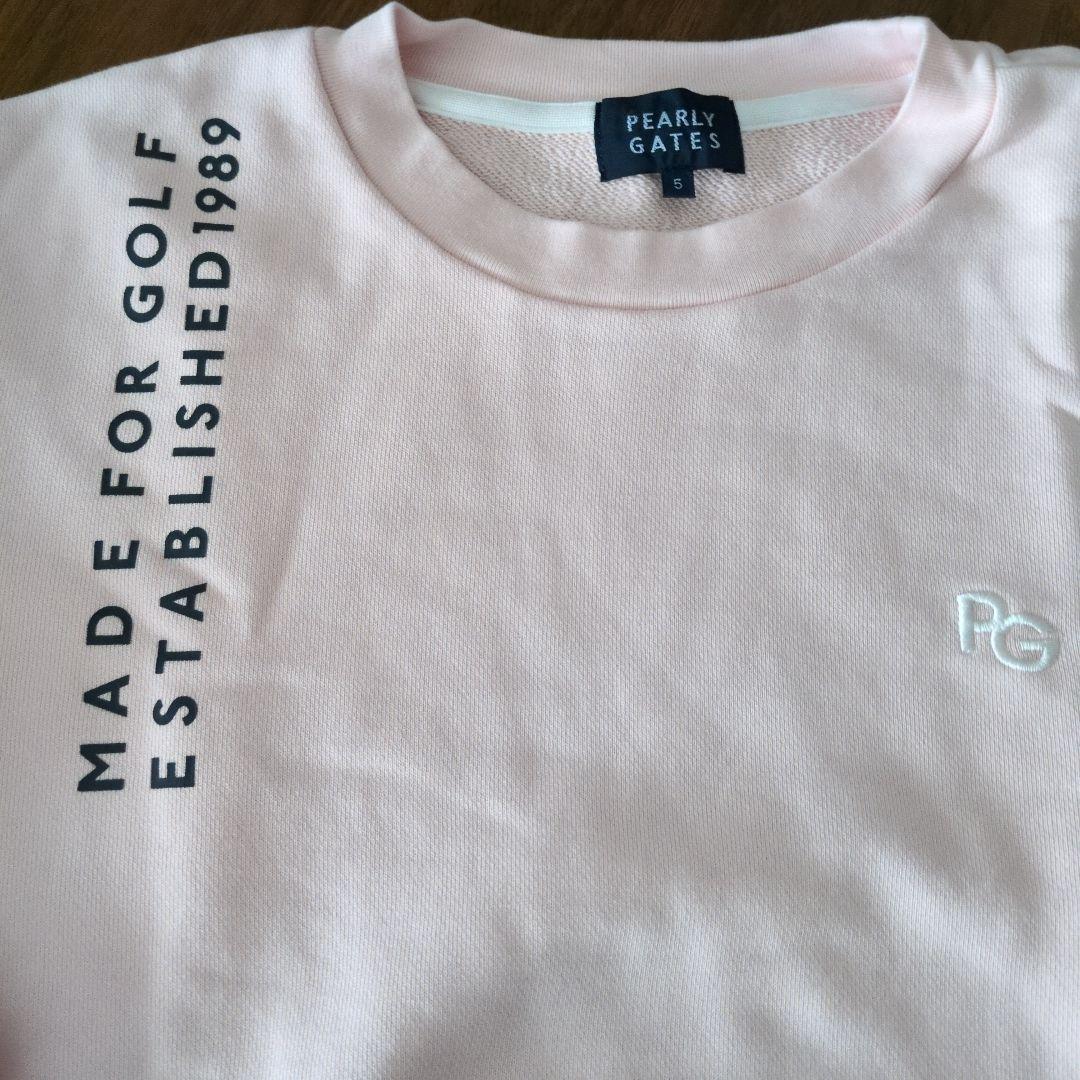 PEARLY
GATES
5
MADE FOR GOLF
ESTABLISHED1989
PG